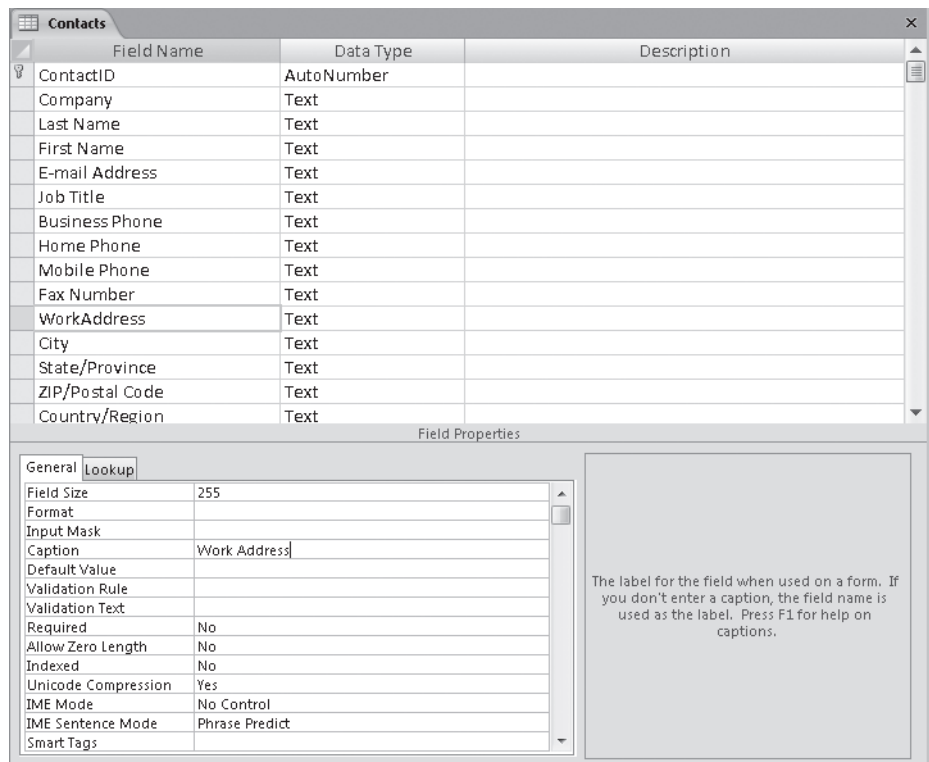 Contacts
Field Name Data Type Description
ContactID AutoNumber
Company Text
Last Name Text
First Name Text
E-mail Address Text
Job Title Text
Business Phone Text
Home Phone Text
Mobile Phone Text
Fax Number Text
WorkAddress Text
City Text
State/Province Text
ZIP/Postal Code Text
Country/Region Text
Field Properties
General Lookup
Field Size 255
Format
Input Mask
Caption Work Address
Default Value
Validation Rule
Validation Text
Required No
Allow Zero Length No
Indexed No
Unicode Compression Yes
IME Mode No Control
IME Sentence Mode Phrase Predict
Smart Tags
The label for the field when used on a form. If
you don't enter a caption, the field name is
used as the label. Press F1 for help on
captions.